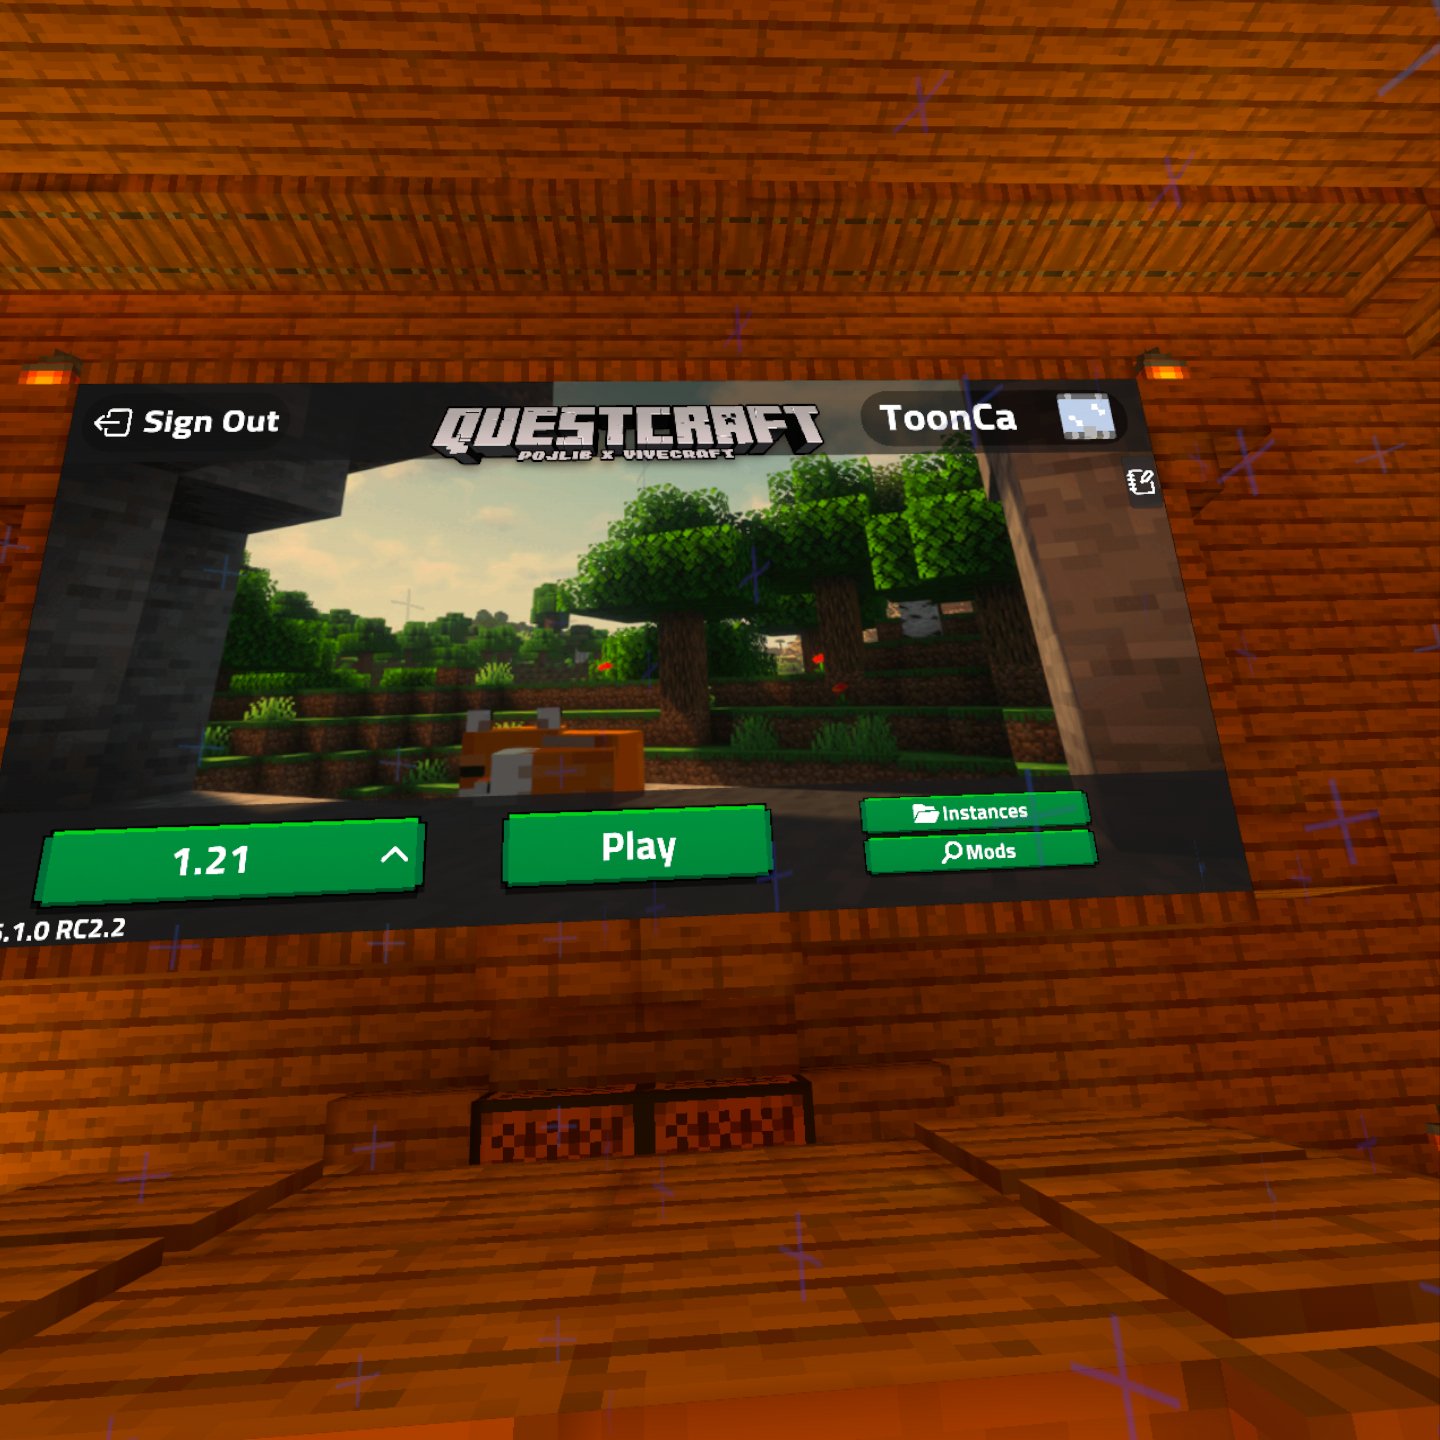 Sign Out
QUESTCRAFT
POJLIB X VIVECRAFT
ToonCa
1.21
Play
Instances
Mods
.1.0 RC2.2